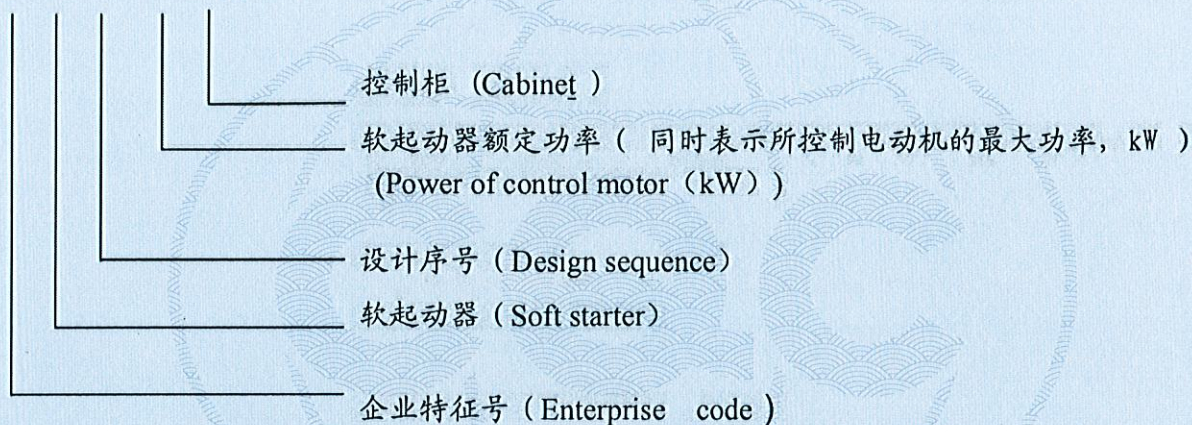 控制柜 (Cabinet )
软起动器额定功率( 同时表示所控制电动机的最大功率, kW )
(Power of control motor (kW))
设计序号 (Design sequence)
软起动器 (Soft starter)
企业特征号 (Enterprise code )
CQC